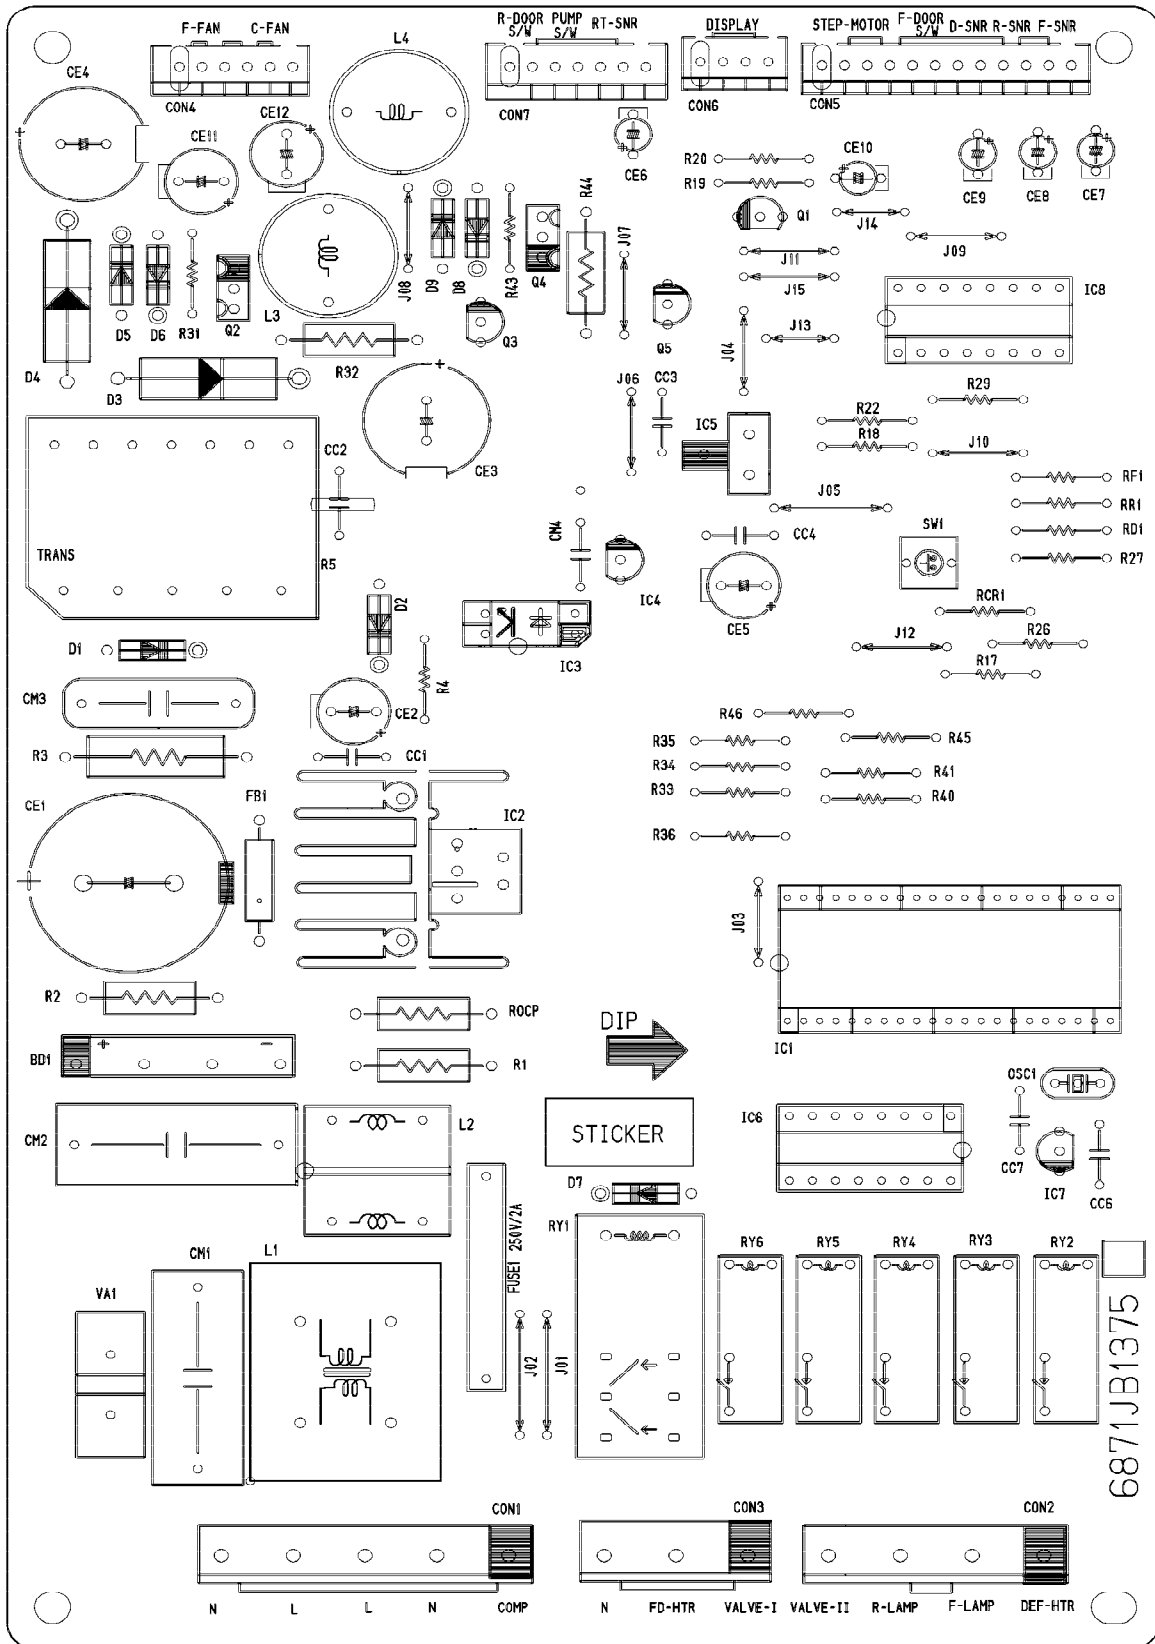 F-FAN C-FAN
R-DOOR S/W PUMP S/W RT-SNR
DISPLAY
STEP-MOTOR F-DOOR S/W D-SNR R-SNR F-SNR
L4
CE4
CON4
CE12
CON7
CON6
CON5
CE11
CE6
R20
R19
CE10
CE9
CE8
CE7
R44
Q1
J14
J09
J08
D9
D8
R43
Q4
J07
J11
J15
IC8
D5
D6
R31
Q2
L3
Q3
Q5
J04
J13
D4
D3
R32
J06
CC3
R29
IC5
R22
R18
J10
CC2
CE3
RF1
J05
RR1
CM4
SW1
RD1
TRANS
R5
CC4
R27
IC4
D2
CE5
RCR1
D1
IC3
J12
R26
R17
CM3
R4
CE2
R46
R35
R45
R3
CC1
R34
R41
CE1
FB1
R33
R40
IC2
R36
J03
R2
ROCP
DIP
BD1
R1
IC1
OSC1
CM2
L2
STICKER
IC6
CC7
IC7
CC6
D7
RY1
FUSE1 250V/2A
CM1
L1
RY6
RY5
RY4
RY3
RY2
VA1
J02
J01
6871JB1375
CON1
CON3
CON2
N L L N COMP
N FD-HTR VALVE-I
VALVE-II R-LAMP F-LAMP DEF-HTR